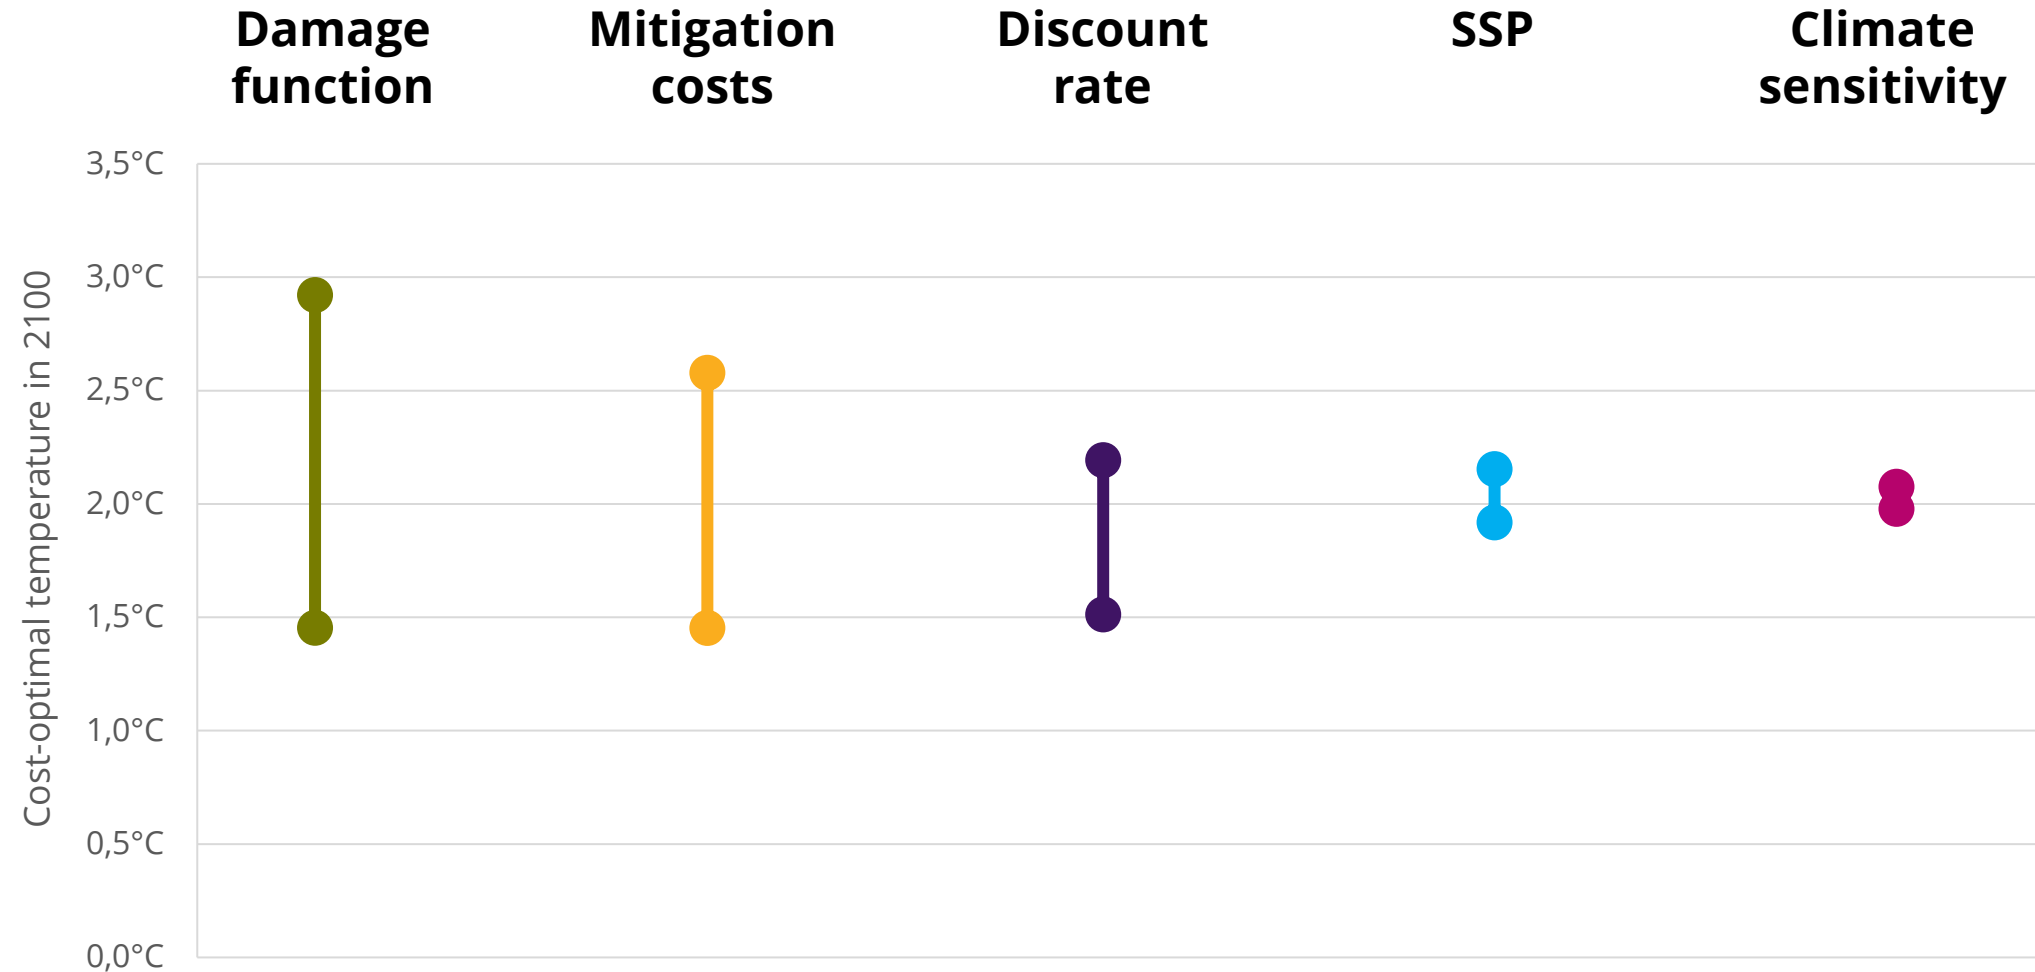 Damage
function
Mitigation
costs
Discount
rate
SSP
Climate
sensitivity
Cost-optimal temperature in 2100
3,5°C
3,0°C
2,5°C
2,0°C
1,5°C
1,0°C
0,5°C
0,0°C